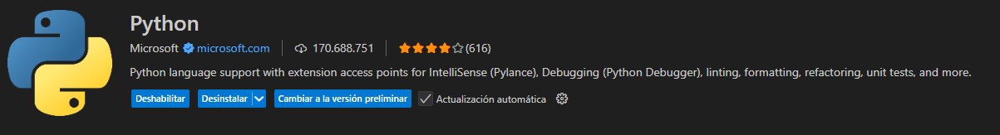 Python
Microsoft microsoft.com 170.688.751 (616)
Python language support with extension access points for IntelliSense (Pylance), Debugging (Python Debugger), linting, formatting, refactoring, unit tests, and more.
Deshabilitar Desinstalar Cambiar a la versión preliminar Actualización automática